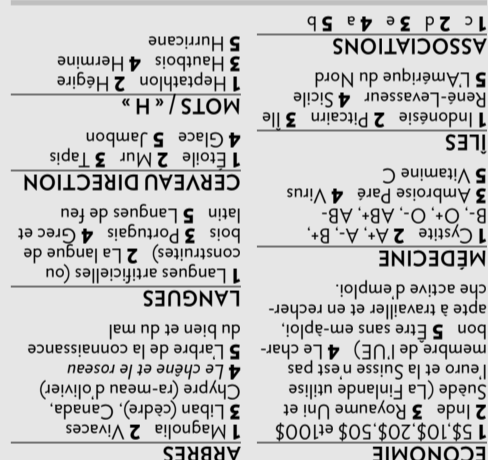 ECONOMIE
1 5$,10$,20$,50$ et100$
2 Inde 3 Royaume Uni et
Suède (La Finlande utilise
l'euro et la Suisse n'est pas
membre de l'UE) 4 Le char-
bon 5 Être sans em-àploi,
apte à travailler et en recher-
che active d'emploi.
MÉDECINE
1 Cystite 2 A+, A-, B+,
B-, O+, O-, AB+, AB-
3 Ambroise Paré 4 Virus
5 Vitamine C
ÎLES
1 Indonésie 2 Pitcairn 3 Île
René-Levasseur 4 Sicile
5 L'Amérique du Nord
ASSOCIATIONS
1 c 2 d 3 e 4 a 5 b
ARBRES
1 Magnolia 2 Vivaces
3 Liban (cèdre), Canada,
Chypre (ra-meau d'olivier)
4 Le chêne et le roseau
5 L'arbre de la connaissance
du bien et du mal
LANGUES
1 Langues artificielles (ou
construites) 2 La langue de
bois 3 Portugais 4 Grec et
latin 5 Langues de feu
CERVEAU DIRECTION
1 Étoile 2 Mur 3 Tapis
4 Glace 5 Jambon
MOTS / « H »
1 Heptathlon 2 Hégire
3 Hautbois 4 Hermine
5 Hurricane